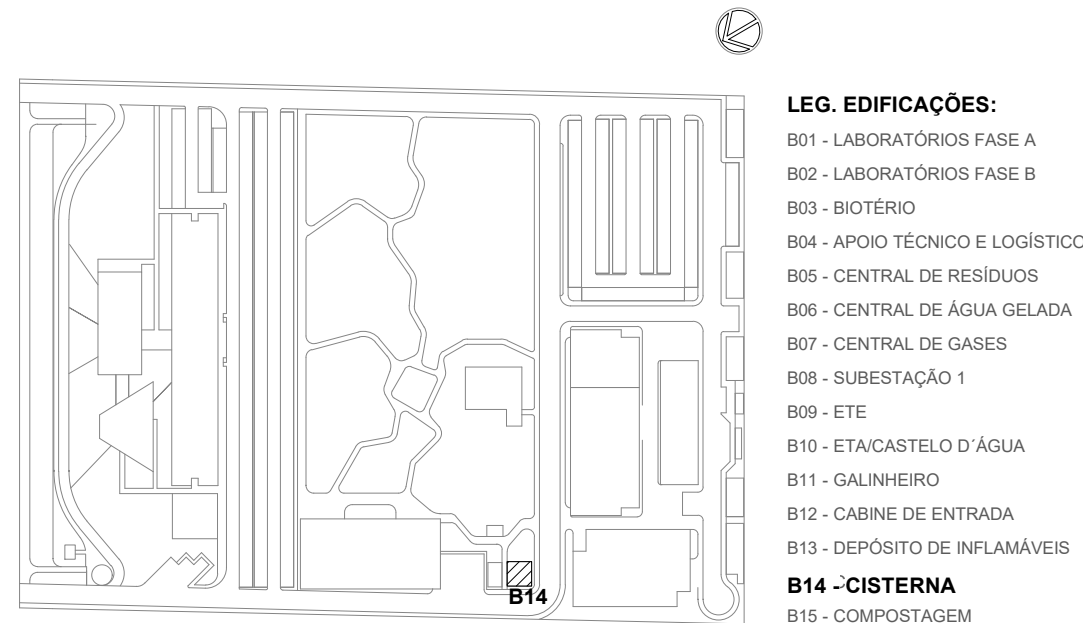 LEG. EDIFICAÇÕES:
B01 - LABORATÓRIOS FASE A
B02 - LABORATÓRIOS FASE B
B03 - BIOTÉRIO
B04 - APOIO TÉCNICO E LOGÍSTICO
B05 - CENTRAL DE RESÍDUOS
B06 - CENTRAL DE ÁGUA GELADA
B07 - CENTRAL DE GASES
B08 - SUBESTAÇÃO 1
B09 - ETE
B10 - ETA/CASTELO D´ÁGUA
B11 - GALINHEIRO
B12 - CABINE DE ENTRADA
B13 - DEPÓSITO DE INFLAMÁVEIS
B14 - CISTERNA
B15 - COMPOSTAGEM
B14